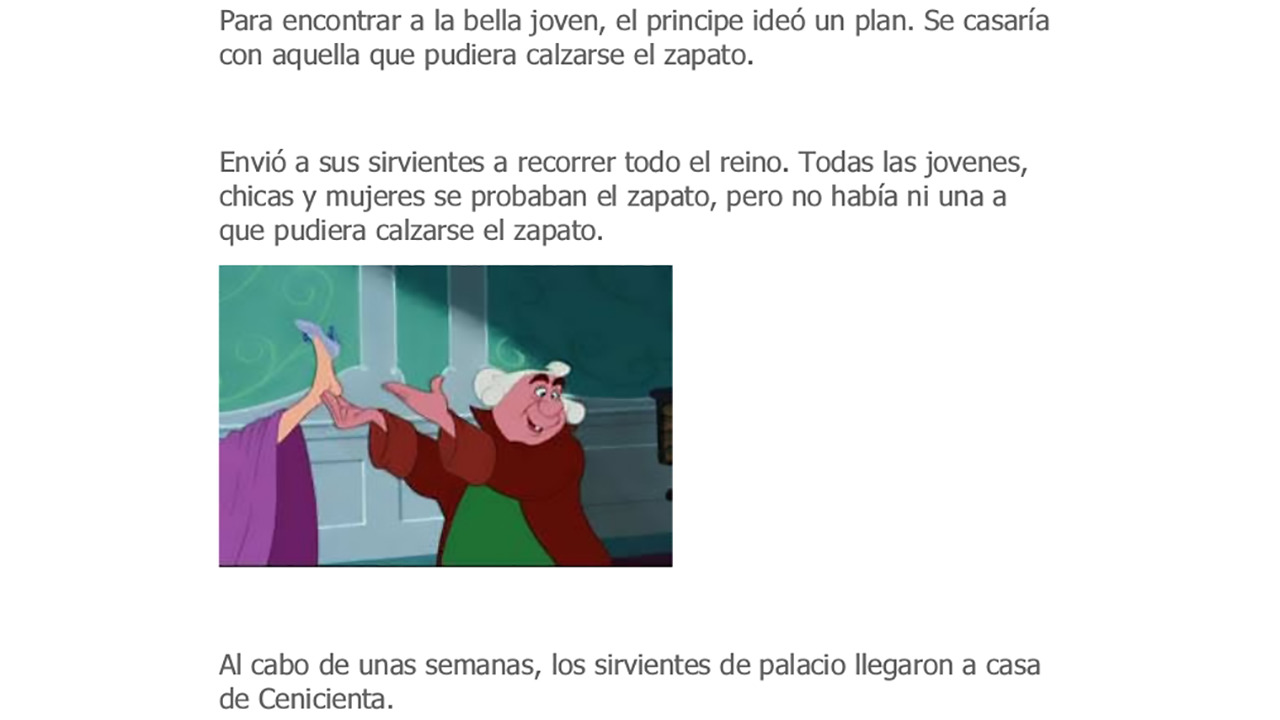 Para encontrar a la bella joven, el principe ideó un plan. Se casaría
con aquella que pudiera calzarse el zapato.
Envió a sus sirvientes a recorrer todo el reino. Todas las jovenes,
chicas y mujeres se probaban el zapato, pero no había ni una a
que pudiera calzarse el zapato.
Al cabo de unas semanas, los sirvientes de palacio llegaron a casa
de Cenicienta.